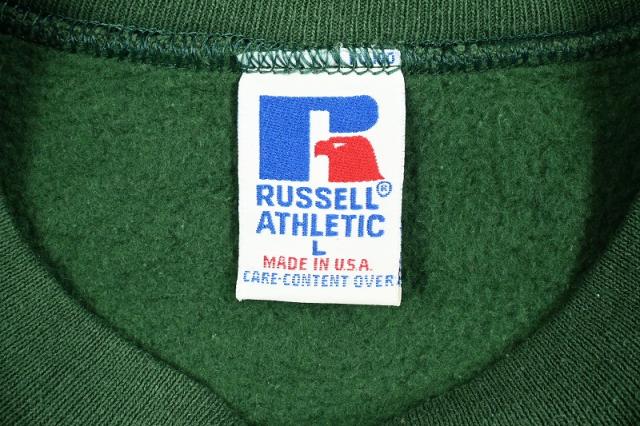 RUSSELL®
ATHLETIC
L
MADE IN U.S.A.
CARE-CONTENT OVER